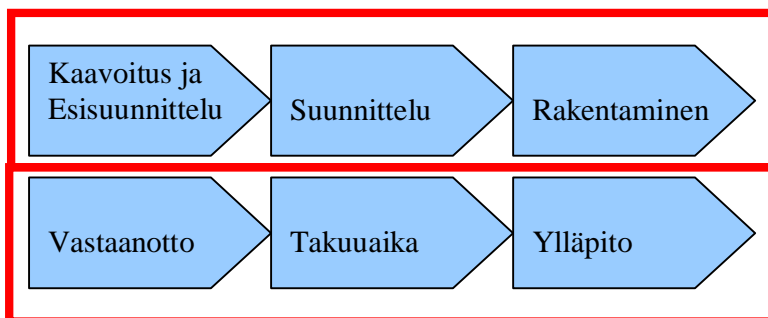 Kaavoitus ja
Esisuunnittelu
Suunnittelu
Rakentaminen
Vastaanotto
Takuuaika
Ylläpito